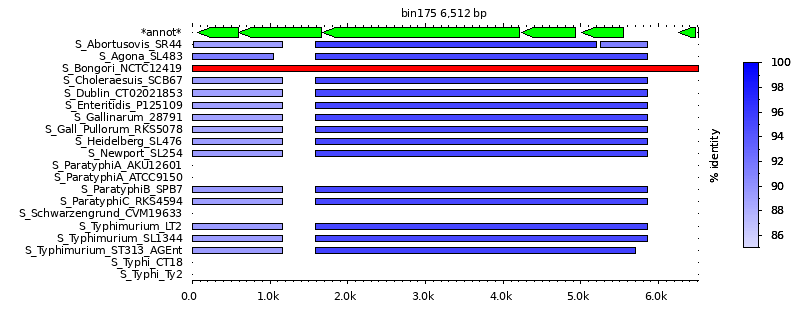 bin175 6,512 bp
*annot*
S_Abortusovis_SR44
S_Agona_SL483
S_Bongori_NCTC12419
S_Choleraesuis_SCB67
S_Dublin_CT02021853
S_Enteritidis_P125109
S_Gallinarum_28791
S_Gall_Pullorum_RKS5078
S_Heidelberg_SL476
S_Newport_SL254
S_ParatyphiA_AKU12601
S_ParatyphiA_ATCC9150
S_ParatyphiB_SPB7
S_ParatyphiC_RKS4594
S_Schwarzengrund_CVM19633
S_Typhimurium_LT2
S_Typhimurium_SL1344
S_Typhimurium_ST313_AGEnt
S_Typhi_CT18
S_Typhi_Ty2
0.0 1.0k 2.0k 3.0k 4.0k 5.0k 6.0k
% identity
100
98
96
94
92
90
88
86